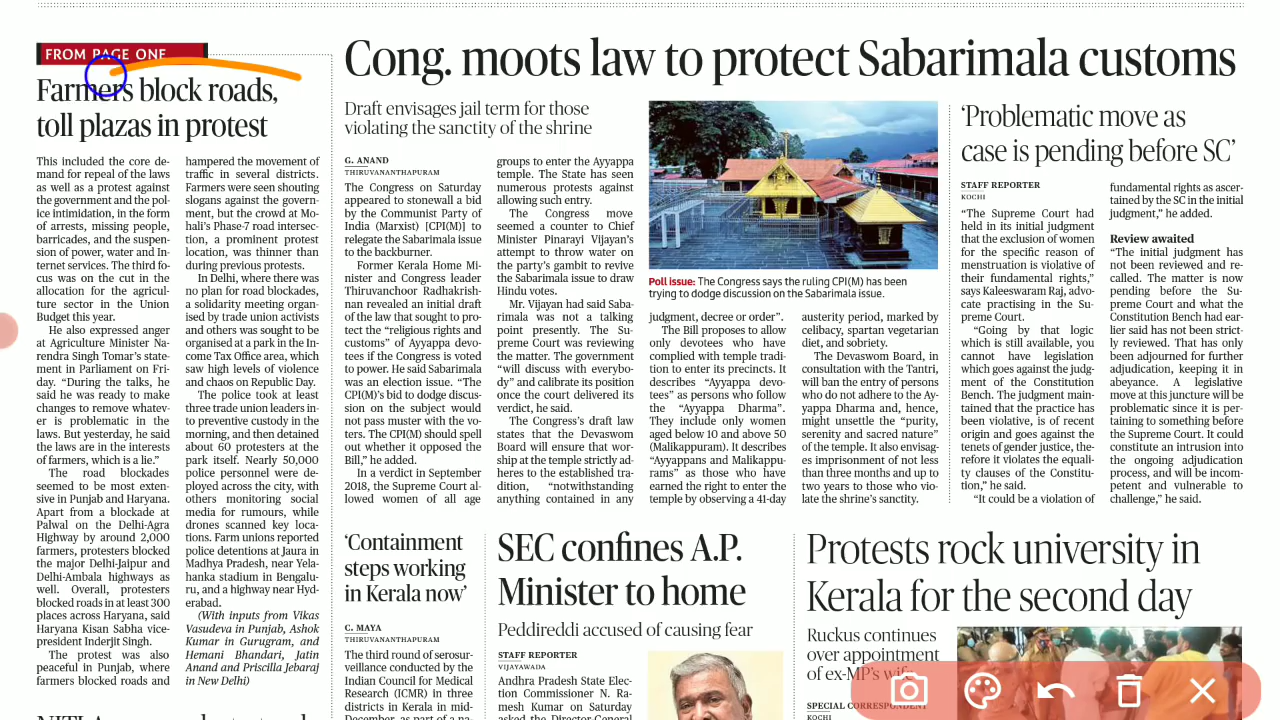 FROM PAGE ONE
Farmers block roads,
toll plazas in protest
This included the core de-
mand for repeal of the laws
as well as a protest against
the government and the pol-
ice intimidation, in the form
of arrests, missing people,
barricades, and the suspen-
sion of power, water and In-
ternet services. The third fo-
cus was on the cut in the
allocation for the agricul-
ture sector in the Union
Budget this year.
He also expressed anger
at Agriculture Minister Na-
rendra Singh Tomar’s state-
ment in Parliament on Fri-
day. “During the talks, he
said he was ready to make
changes to remove whatev-
er is problematic in the
laws. But yesterday, he said
the laws are in the interests
of farmers, which is a lie.”
The road blockades
seemed to be most exten-
sive in Punjab and Haryana.
Apart from a blockade at
Palwal on the Delhi-Agra
Highway by around 2,000
farmers, protesters blocked
the major Delhi-Jaipur and
Delhi-Ambala highways as
well. Overall, protesters
blocked roads in at least 300
places across Haryana, said
Haryana Kisan Sabha vice-
president Inderjit Singh.
The protest was also
peaceful in Punjab, where
farmers blocked roads and
hampered the movement of
traffic in several districts.
Farmers were seen shouting
slogans against the govern-
ment, but the crowd at Mo-
hali’s Phase-7 road intersec-
tion, a prominent protest
location, was thinner than
during previous protests.
In Delhi, where there was
no plan for road blockades,
a solidarity meeting organ-
ised by trade union activists
and others was sought to be
organised at a park in the In-
come Tax Office area, which
saw high levels of violence
and chaos on Republic Day.
The police took at least
three trade union leaders in-
to preventive custody in the
morning, and then detained
about 60 protesters at the
park itself. Nearly 50,000
police personnel were de-
ployed across the city, with
others monitoring social
media for rumours, while
drones scanned key loca-
tions. Farm unions reported
police detentions at Jaura in
Madhya Pradesh, near Yela-
hanka stadium in Bengalu-
ru, and a highway near Hyd-
erabad.
(With inputs from Vikas
Vasudeva in Punjab, Ashok
Kumar in Gurugram, and
Hemani Bhandari, Jatin
Anand and Priscilla Jebaraj
in New Delhi)
Cong. moots law to protect Sabarimala customs
Draft envisages jail term for those
violating the sanctity of the shrine
G. ANAND
THIRUVANANTHAPURAM
The Congress on Saturday
appeared to stonewall a bid
by the Communist Party of
India (Marxist) [CPI(M)] to
relegate the Sabarimala issue
to the backburner.
Former Kerala Home Mi-
nister and Congress leader
Thiruvanchoor Radhakrish-
nan revealed an initial draft
of the law that sought to pro-
tect the “religious rights and
customs” of Ayyappa devo-
tees if the Congress is voted
to power. He said Sabarimala
was an election issue. “The
CPI(M)’s bid to dodge discus-
sion on the subject would
not pass muster with the vo-
ters. The CPI(M) should spell
out whether it opposed the
Bill,” he added.
In a verdict in September
2018, the Supreme Court al-
lowed women of all age
groups to enter the Ayyappa
temple. The State has seen
numerous protests against
allowing such entry.
The Congress move
seemed a counter to Chief
Minister Pinarayi Vijayan’s
attempt to throw water on
the party’s gambit to revive
the Sabarimala issue to draw
Hindu votes.
Mr. Vijayan had said Saba-
rimala was not a talking
point presently. The Su-
preme Court was reviewing
the matter. The government
“will discuss with everybo-
dy” and calibrate its position
once the court delivered its
verdict, he said.
The Congress’s draft law
states that the Devaswom
Board will ensure that wor-
ship at the temple strictly ad-
heres to the established tra-
dition, “notwithstanding
anything contained in any
Poll issue: The Congress says the ruling CPI(M) has been
trying to dodge discussion on the Sabarimala issue.
judgment, decree or order”.
The Bill proposes to allow
only devotees who have
complied with temple tradi-
tion to enter its precincts. It
describes “Ayyappa devo-
tees” as persons who follow
the “Ayyappa Dharma”.
They include only women
aged below 10 and above 50
(Malikappuram). It describes
“Ayyappans and Malikappu-
rams” as those who have
earned the right to enter the
temple by observing a 41-day
austerity period, marked by
celibacy, spartan vegetarian
diet, and sobriety.
The Devaswom Board, in
consultation with the Tantri,
will ban the entry of persons
who do not adhere to the Ay-
yappa Dharma and, hence,
might unsettle the “purity,
serenity and sacred nature”
of the temple. It also envisag-
es imprisonment of not less
than three months and up to
two years to those who vio-
late the shrine’s sanctity.
‘Problematic move as
case is pending before SC’
STAFF REPORTER
KOCHI
“The Supreme Court had
held in its initial judgment
that the exclusion of women
for the specific reason of
menstruation is violative of
their fundamental rights,”
says Kaleeswaram Raj, advo-
cate practising in the Su-
preme Court.
“Going by that logic
which is still available, you
cannot have legislation
which goes against the judg-
ment of the Constitution
Bench. The judgment main-
tained that the practice has
been violative, is of recent
origin and goes against the
tenets of gender justice, the-
refore it violates the equali-
ty clauses of the Constitu-
tion,” he said.
“It could be a violation of
fundamental rights as ascer-
tained by the SC in the initial
judgment,” he added.
Review awaited
“The initial judgment has
not been reviewed and re-
called. The matter is now
pending before the Su-
preme Court and what the
Constitution Bench had ear-
lier said has not been strict-
ly reviewed. That has only
been adjourned for further
adjudication, keeping it in
abeyance. A legislative
move at this juncture will be
problematic since it is per-
taining to something before
the Supreme Court. It could
constitute an intrusion into
the ongoing adjudication
process, and will be incom-
petent and vulnerable to
challenge,” he said.
‘Containment
steps working
in Kerala now’
C. MAYA
THIRUVANANTHAPURAM
The third round of serosur-
veillance conducted by the
Indian Council for Medical
Research (ICMR) in three
districts in Kerala in mid-
December, as part of a na-
SEC confines A.P.
Minister to home
Peddireddi accused of causing fear
STAFF REPORTER
VIJAYAWADA
Andhra Pradesh State Elec-
tion Commissioner N. Ra-
mesh Kumar on Saturday
asked the Director-General
Protests rock university in
Kerala for the second day
Ruckus continues
over appointment
of ex-MP’s wife
SPECIAL CORRESPONDENT
KOCHI